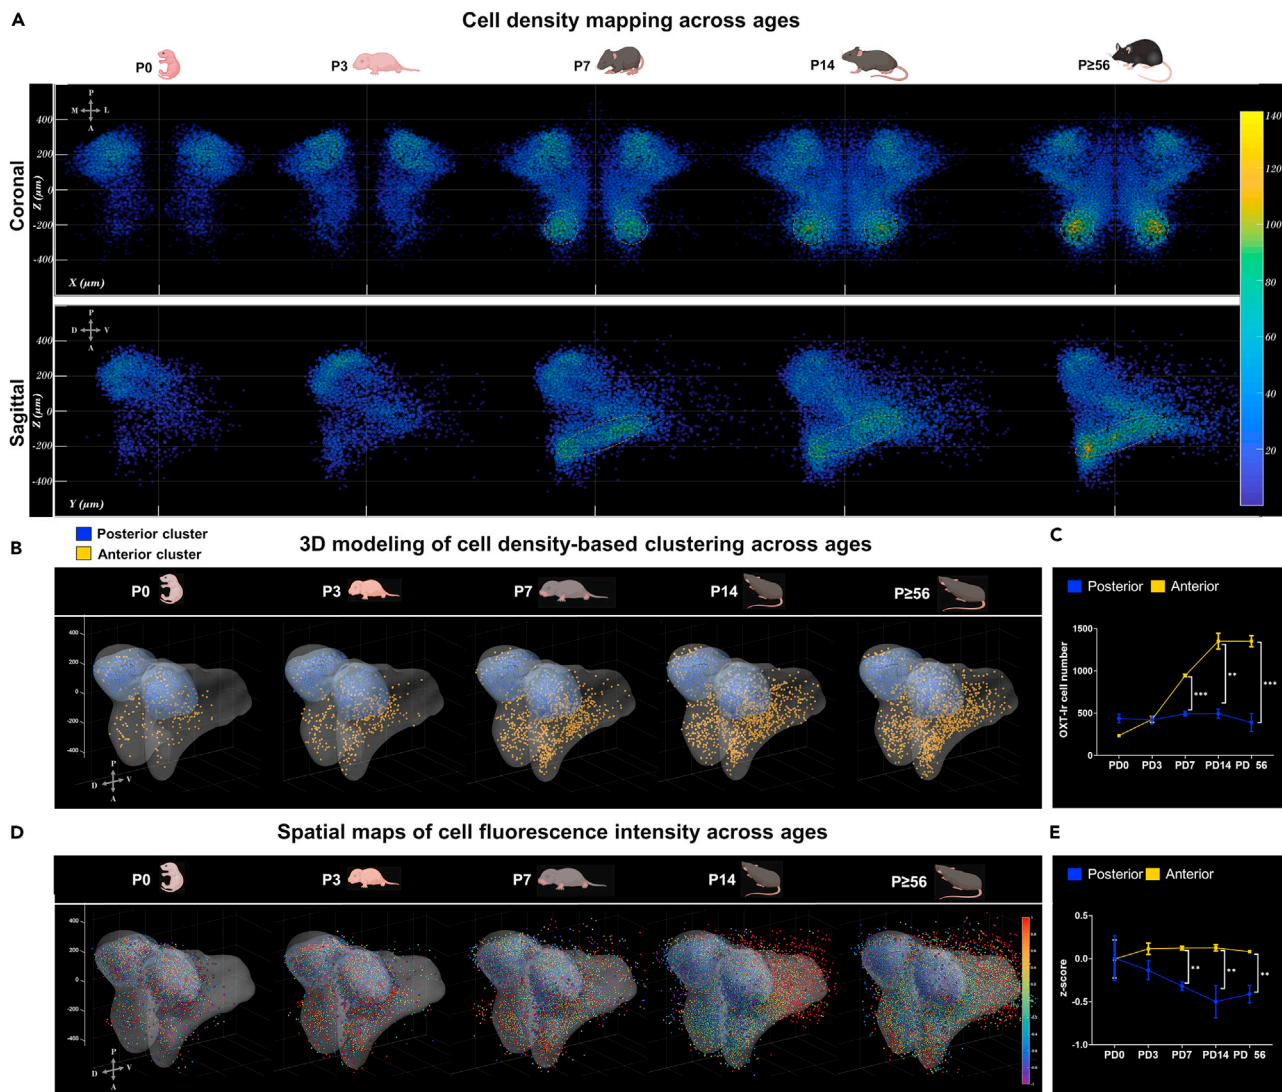 A
Cell density mapping across ages
P0
P3
P7
P14
P≥56
Coronal
P
M L
A
400
200
0
-200
-400
Z (µm)
X (µm)
140
120
100
80
60
40
20
Sagittal
P
D V
A
400
200
0
-200
-400
Z (µm)
Y (µm)
B
Posterior cluster
Anterior cluster
3D modeling of cell density-based clustering across ages
P0
P3
P7
P14
P≥56
400
200
0
-200
-400
P
D V
A
C
Posterior Anterior
OXT-Ir cell number
1500
1000
500
0
***
**
***
PD0 PD3 PD7 PD14 PD 56
D
Spatial maps of cell fluorescence intensity across ages
P0
P3
P7
P14
P≥56
400
200
0
-200
-400
P
D V
A
E
Posterior Anterior
z-score
0.5
0.0
-0.5
-1.0
**
**
**
PD0 PD3 PD7 PD14 PD 56